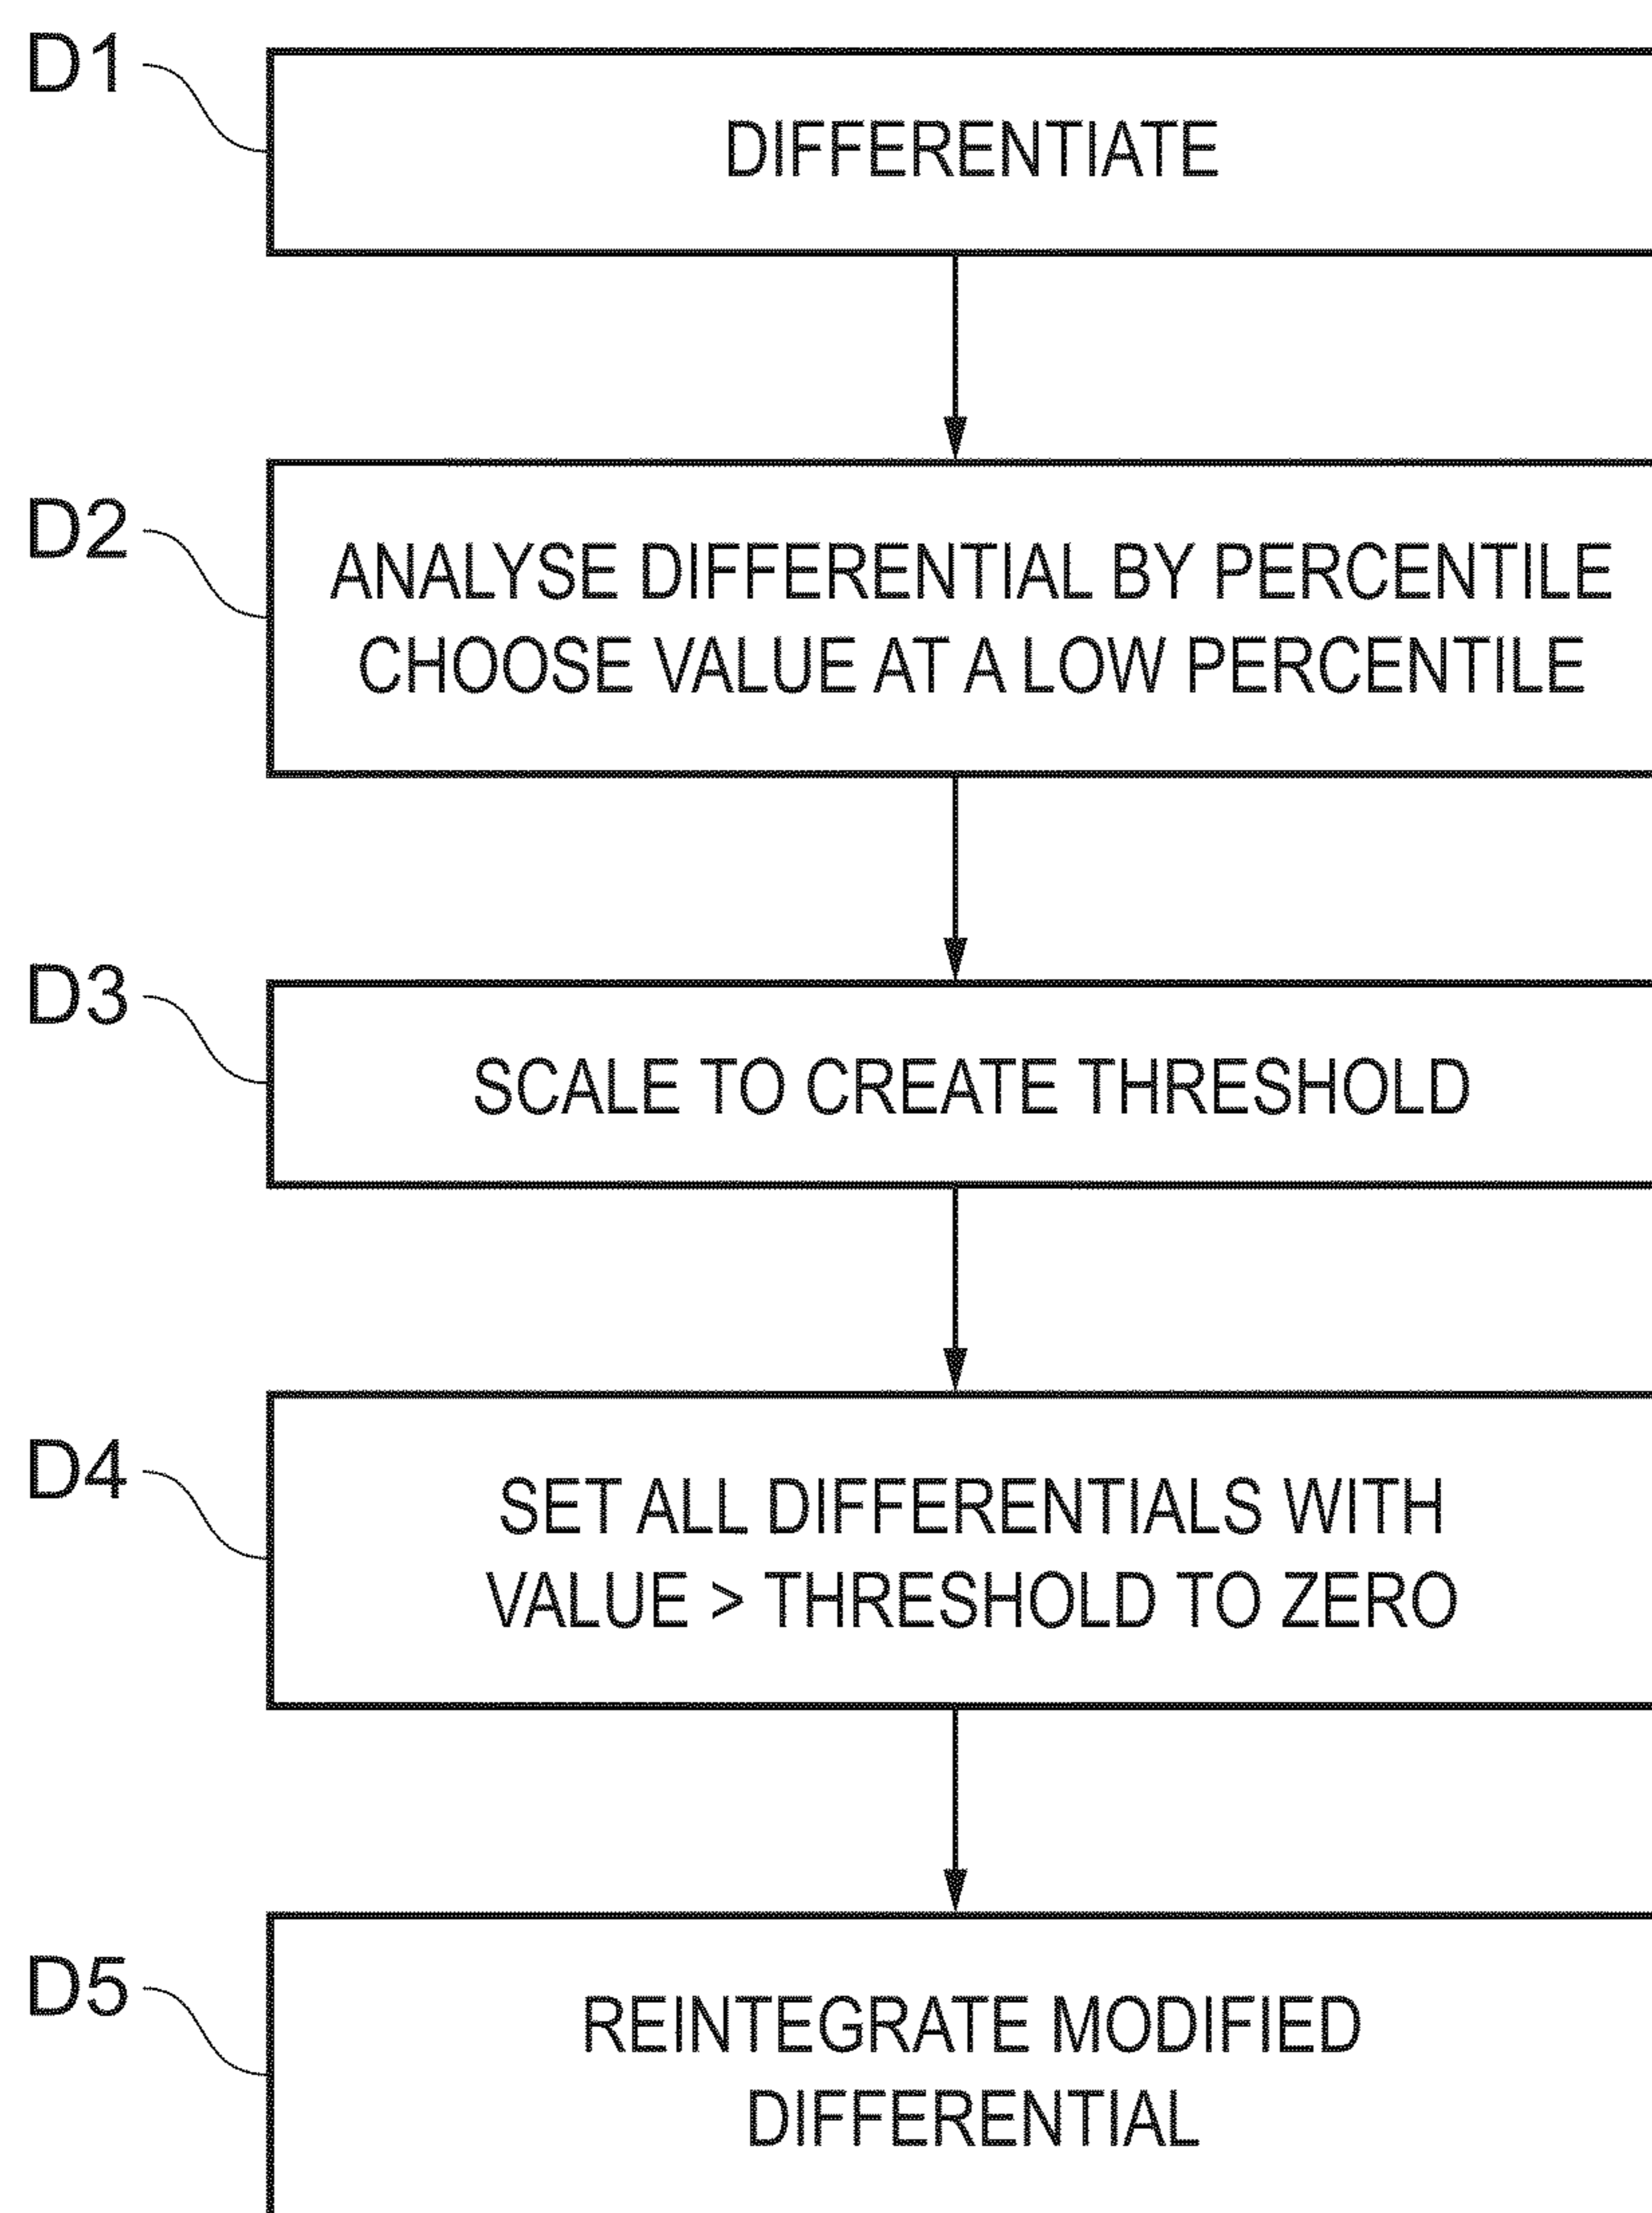 D1
DIFFERENTIATE
D2
ANALYSE DIFFERENTIAL BY PERCENTILE
CHOOSE VALUE AT A LOW PERCENTILE
D3
SCALE TO CREATE THRESHOLD
D4
SET ALL DIFFERENTIALS WITH
VALUE > THRESHOLD TO ZERO
D5
REINTEGRATE MODIFIED
DIFFERENTIAL